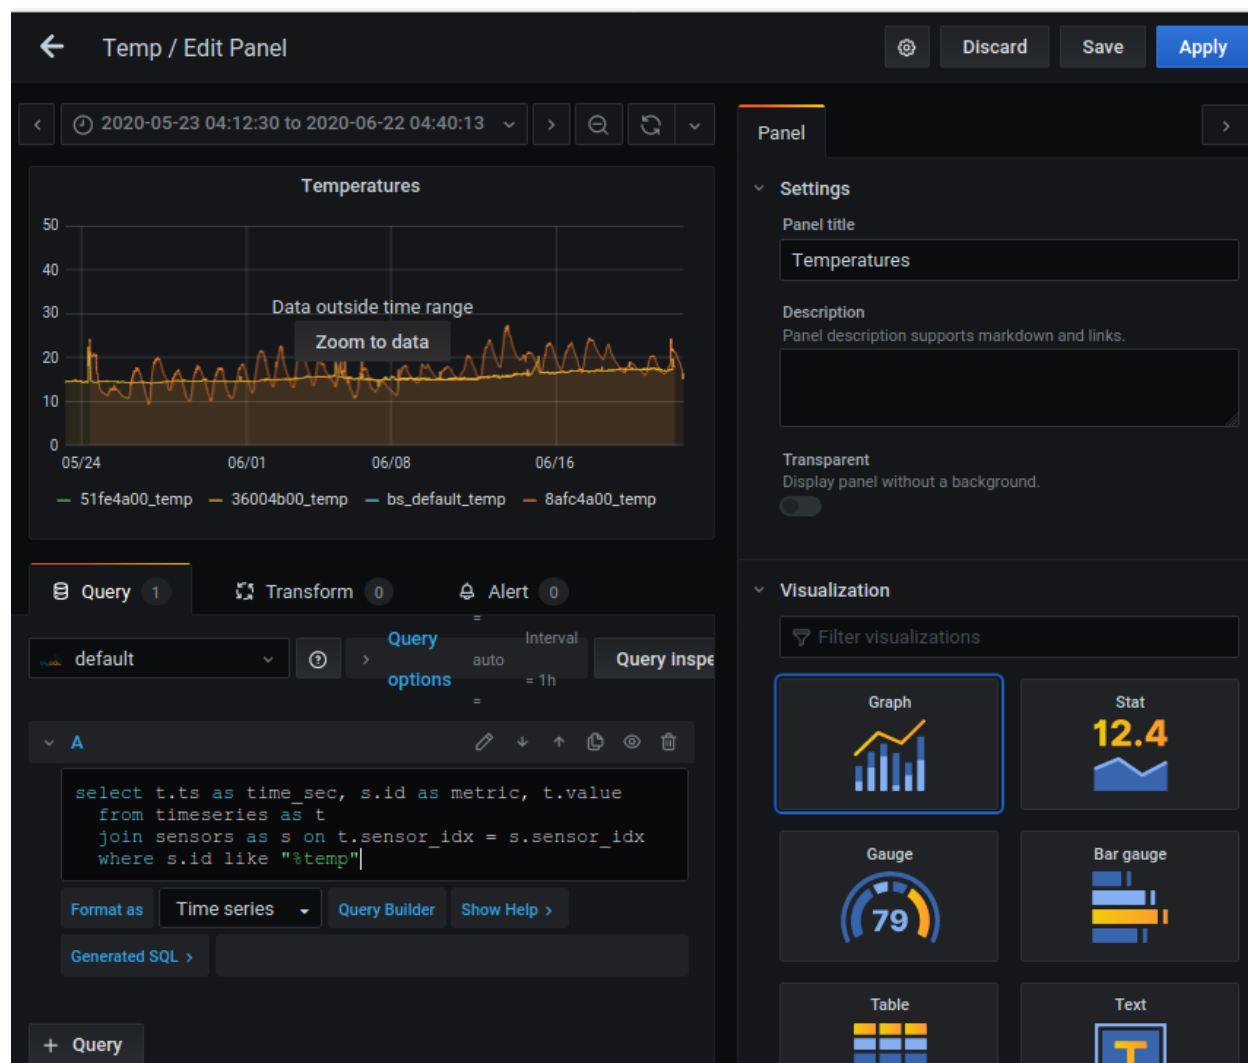 Temp / Edit Panel
Discard
Save
Apply
2020-05-23 04:12:30 to 2020-06-22 04:40:13
Temperatures
50
40
30
20
10
0
Data outside time range
Zoom to data
05/24 06/01 06/08 06/16
51fe4a00_temp 36004b00_temp bs_default_temp 8afc4a00_temp
Query 1
Transform 0
Alert 0
default
Query options
=
auto
=
Interval
= 1h
Query inspe
A
select t.ts as time_sec, s.id as metric, t.value
from timeseries as t
join sensors as s on t.sensor_idx = s.sensor_idx
where s.id like "%temp"
Format as
Time series
Query Builder
Show Help >
Generated SQL >
+ Query
Panel
Settings
Panel title
Temperatures
Description
Panel description supports markdown and links.
Transparent
Display panel without a background.
Visualization
Filter visualizations
Graph
Stat
12.4
Gauge
79
Bar gauge
Table
Text
T